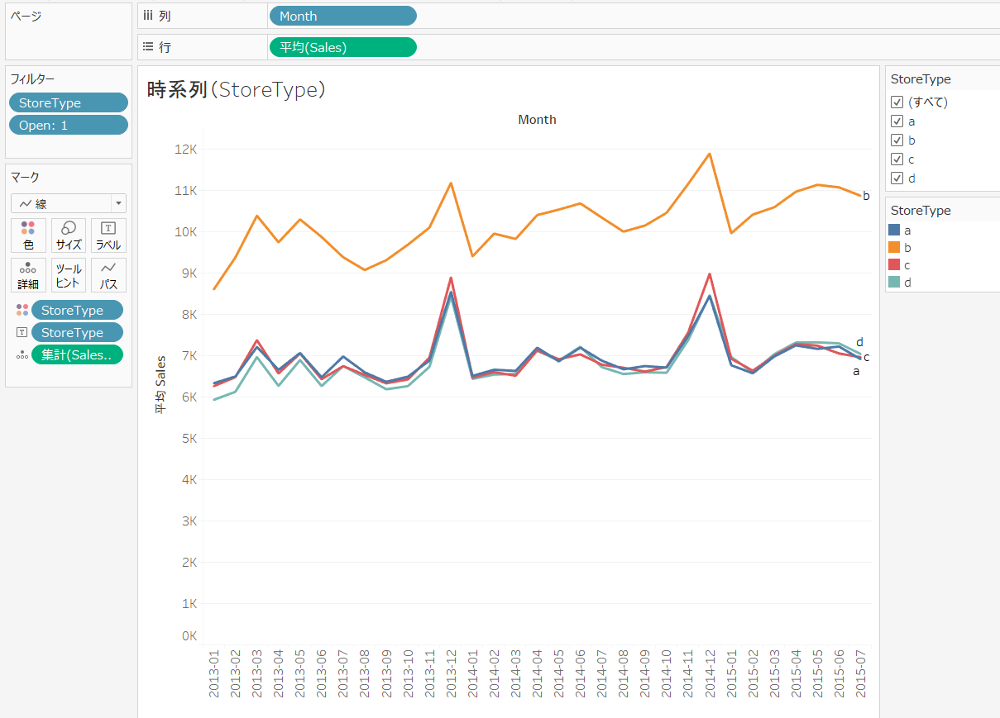 ページ
列
Month
行
平均(Sales)
フィルター
StoreType
Open: 1
マーク
線
色
サイズ
ラベル
詳細
ツール
ヒント
パス
StoreType
StoreType
集計(Sales..
時系列(StoreType)
Month
平均 Sales
12K
11K
10K
9K
8K
7K
6K
5K
4K
3K
2K
1K
0K
b
d
c
a
2013-01
2013-02
2013-03
2013-04
2013-05
2013-06
2013-07
2013-08
2013-09
2013-10
2013-11
2013-12
2014-01
2014-02
2014-03
2014-04
2014-05
2014-06
2014-07
2014-08
2014-09
2014-10
2014-11
2014-12
2015-01
2015-02
2015-03
2015-04
2015-05
2015-06
2015-07
StoreType
(すべて)
a
b
c
d
StoreType
a
b
c
d